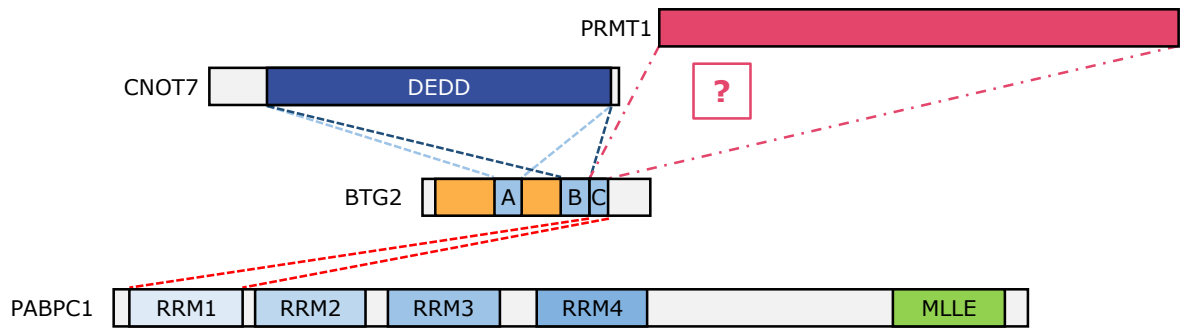 PRMT1
CNOT7 DEDD
?
BTG2 A B C
PABPC1 RRM1 RRM2 RRM3 RRM4 MLLE